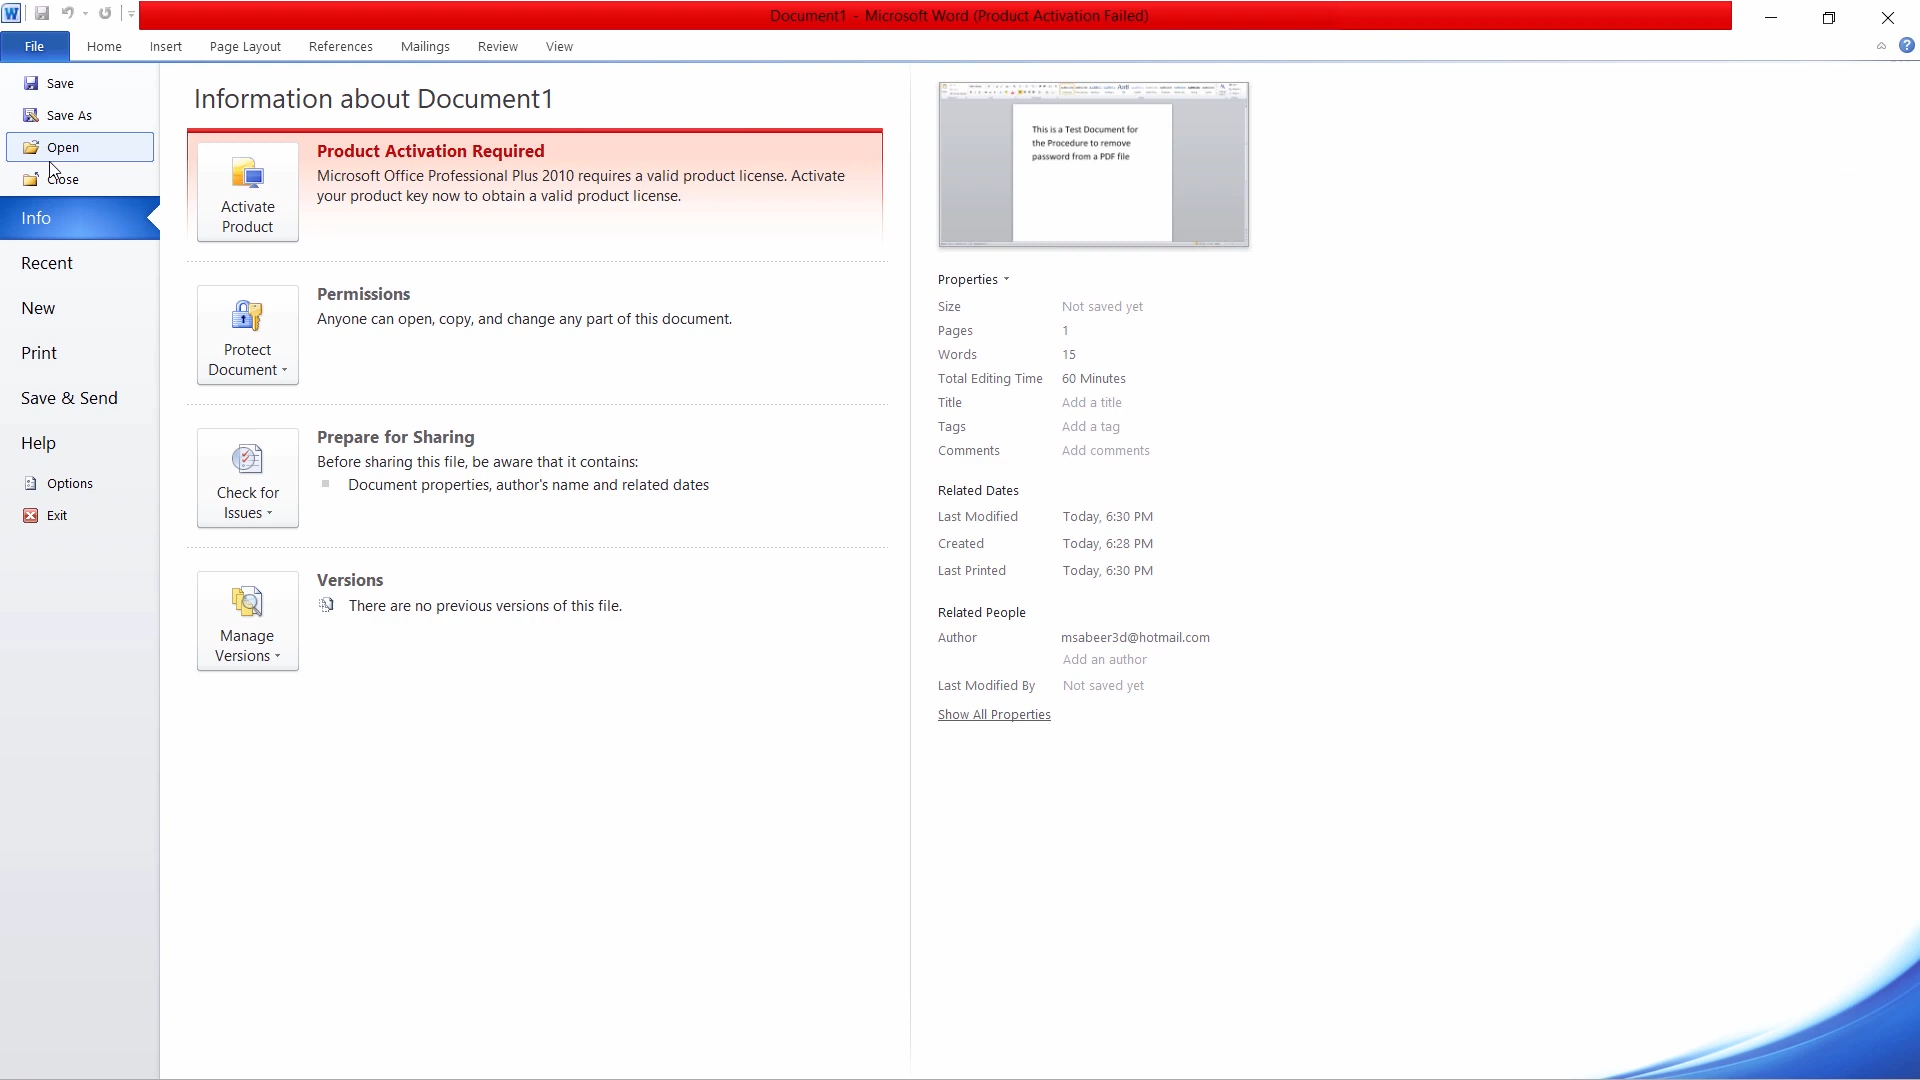 W
Document1 - Microsoft Word (Product Activation Failed)
File
Home
Insert
Page Layout
References
Mailings
Review
View
Save
Save As
Open
Close
Info
Recent
New
Print
Save & Send
Help
Options
Exit
Information about Document1
Activate
Product
Product Activation Required
Microsoft Office Professional Plus 2010 requires a valid product license. Activate
your product key now to obtain a valid product license.
Protect
Document
Permissions
Anyone can open, copy, and change any part of this document.
Check for
Issues
Prepare for Sharing
Before sharing this file, be aware that it contains:
Document properties, author's name and related dates
Manage
Versions
Versions
There are no previous versions of this file.
This is a Test Document for
the Procedure to remove
password from a PDF file
Properties
Size Not saved yet
Pages 1
Words 15
Total Editing Time 60 Minutes
Title Add a title
Tags Add a tag
Comments Add comments
Related Dates
Last Modified Today, 6:30 PM
Created Today, 6:28 PM
Last Printed Today, 6:30 PM
Related People
Author msabeer3d@hotmail.com
Add an author
Last Modified By Not saved yet
Show All Properties